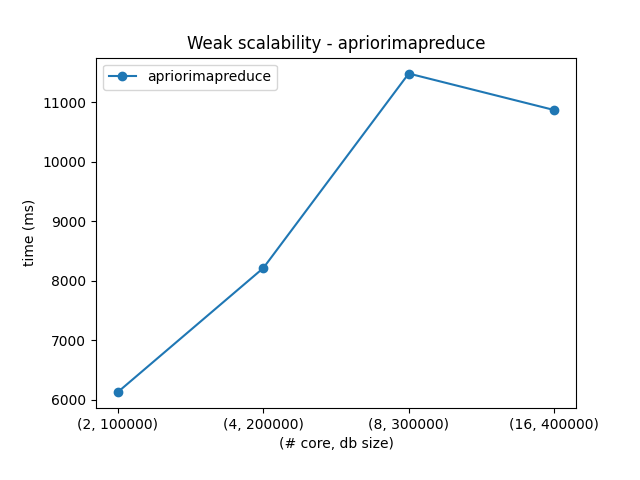 Weak scalability - apriorimapreduce
apriorimapreduce
time (ms)
11000
10000
9000
8000
7000
6000
(2, 100000)
(4, 200000)
(8, 300000)
(16, 400000)
(# core, db size)